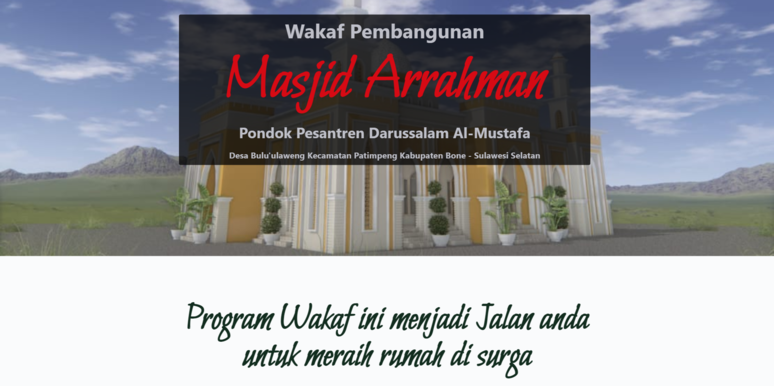 Wakaf Pembangunan
Masjid Arrahman
Pondok Pesantren Darussalam Al-Mustafa
Desa Bulu'ulaweng Kecamatan Patimpeng Kabupaten Bone - Sulawesi Selatan
Program Wakaf ini menjadi Jalan anda
untuk meraih rumah di surga